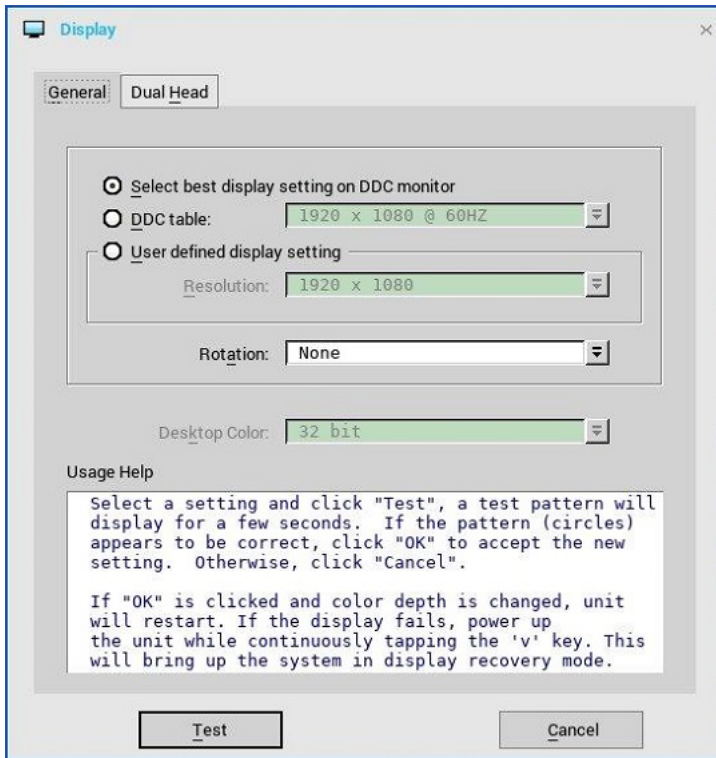 Display
General Dual Head
Select best display setting on DDC monitor
DDC table: 1920 x 1080 @ 60HZ
User defined display setting
Resolution: 1920 x 1080
Rotation: None
Desktop Color: 32 bit
Usage Help
Select a setting and click "Test", a test pattern will
display for a few seconds.  If the pattern (circles)
appears to be correct, click "OK" to accept the new
setting.  Otherwise, click "Cancel".
If "OK" is clicked and color depth is changed, unit
will restart. If the display fails, power up
the unit while continuously tapping the 'v' key. This
will bring up the system in display recovery mode.
Test Cancel